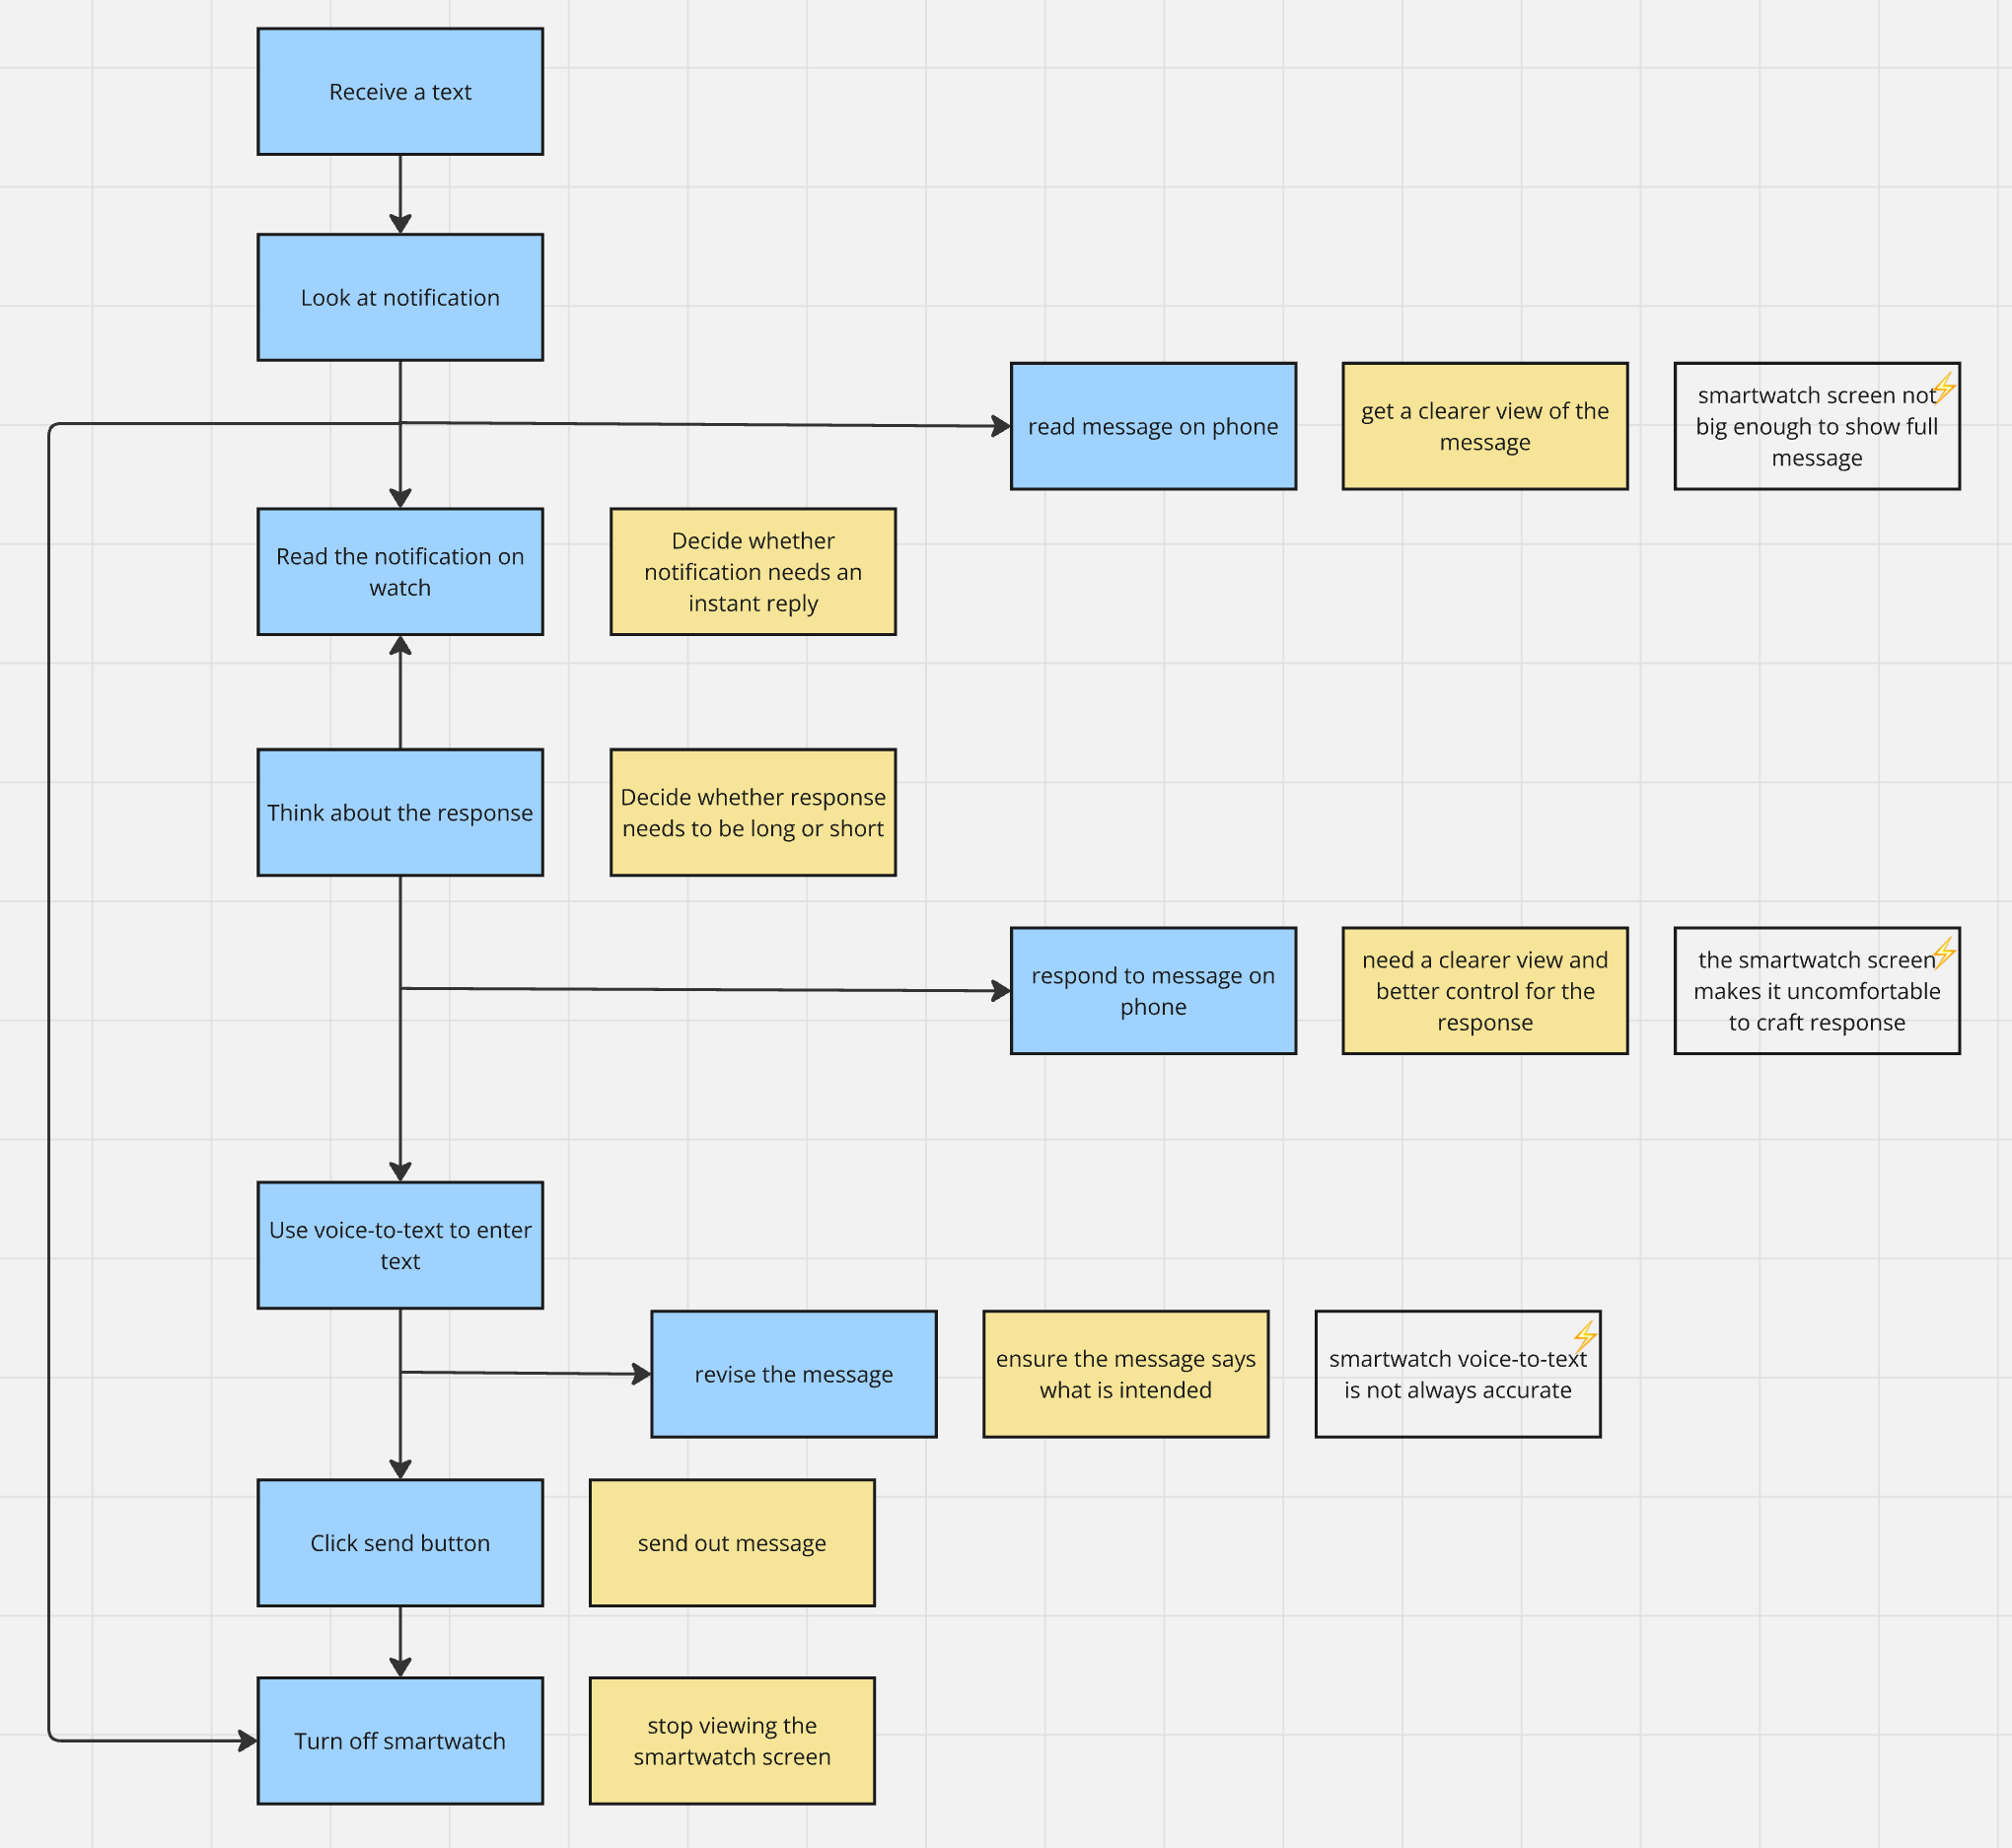 Receive a text
Look at notification
read message on phone
get a clearer view of the
message
smartwatch screen not
big enough to show full
message
Read the notification on
watch
Decide whether
notification needs an
instant reply
Think about the response
Decide whether response
needs to be long or short
respond to message on
phone
need a clearer view and
better control for the
response
the smartwatch screen
makes it uncomfortable
to craft response
Use voice-to-text to enter
text
revise the message
ensure the message says
what is intended
smartwatch voice-to-text
is not always accurate
Click send button
send out message
Turn off smartwatch
stop viewing the
smartwatch screen